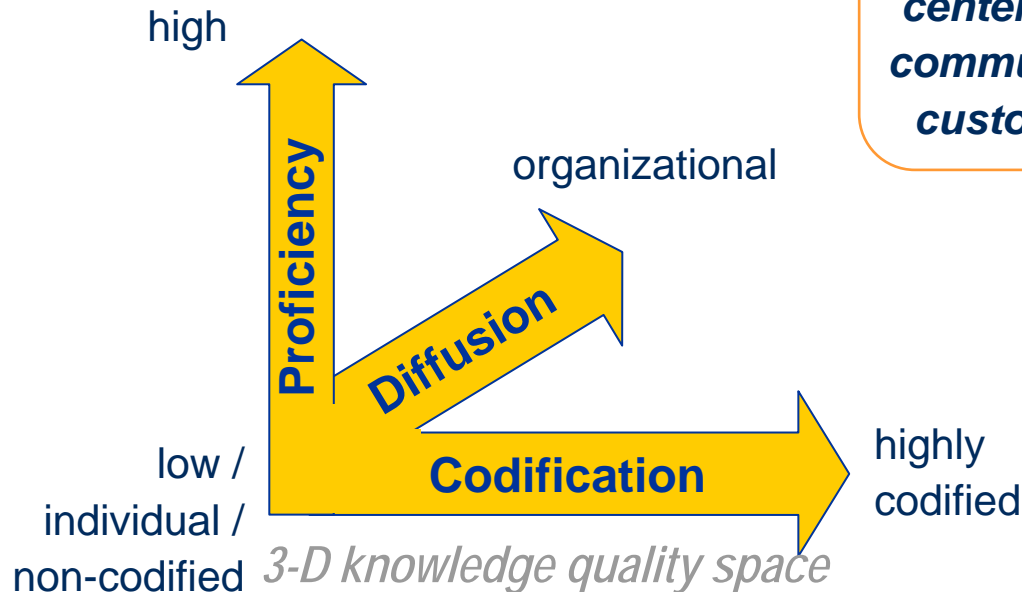 high
organizational
Proficiency
Diffusion
Codification
highly
codified
low /
individual /
non-codified
3-D knowledge quality space